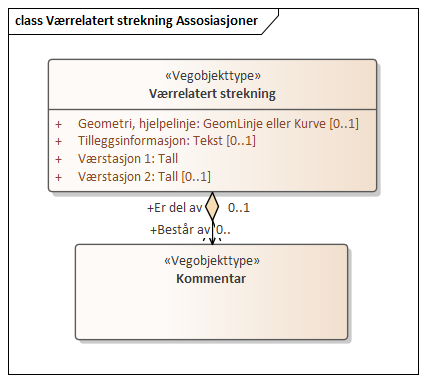 class Værrelatert strekning Assosiasjoner
«Vegobjekttype»
Værrelatert strekning
+ Geometri, hjelpelinje: GeomLinje eller Kurve [0..1]
+ Tilleggsinformasjon: Tekst [0..1]
+ Værstasjon 1: Tall
+ Værstasjon 2: Tall [0..1]
+Er del av 0..1
+Består av 0..
«Vegobjekttype»
Kommentar